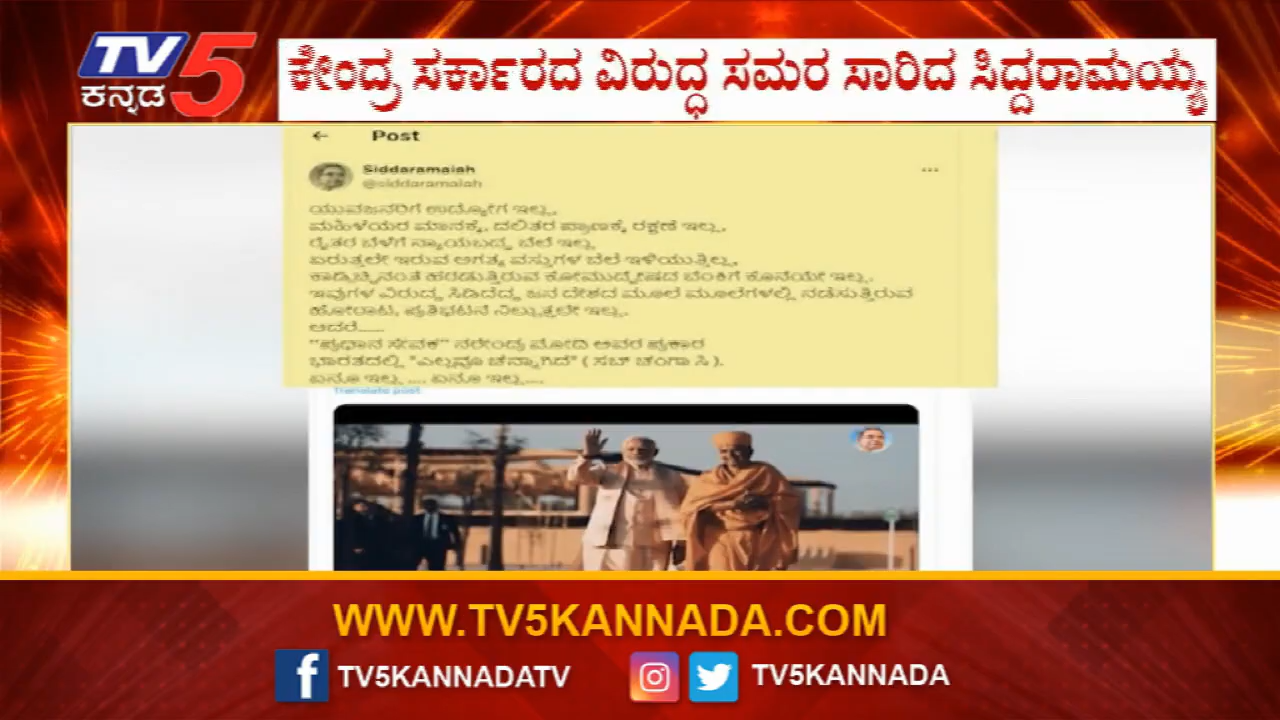 TV5
ಕನ್ನಡ
ಕೇಂದ್ರ ಸರ್ಕಾರದ ವಿರುದ್ಧ ಸಮರ ಸಾರಿದ ಸಿದ್ದರಾಮಯ್ಯ
Post
Siddaramaiah
@siddaramaiah
ಯುವಜನರಿಗೆ ಉದ್ಯೋಗ ಇಲ್ಲ,
ಮಹಿಳೆಯರ ಮಾನಕ್ಕೆ, ದಲಿತರ ಪ್ರಾಣಕ್ಕೆ ರಕ್ಷಣೆ ಇಲ್ಲ,
ರೈತರ ಬೆಳೆಗೆ ನ್ಯಾಯಬದ್ಧ ಬೆಲೆ ಇಲ್ಲ
ಏರುತ್ತಲೇ ಇರುವ ಅಗತ್ಯ ವಸ್ತುಗಳ ಬೆಲೆ ಇಳಿಯುತ್ತಿಲ್ಲ,
ಕಾಡ್ಗಿಚ್ಚಿನಂತೆ ಹರಡುತ್ತಿರುವ ಕೋಮುದ್ವೇಷದ ಬೆಂಕಿಗೆ ಕೊನೆಯೇ ಇಲ್ಲ.
ಇವುಗಳ ವಿರುದ್ಧ ಸಿಡಿದೆದ್ದ ಜನ ದೇಶದ ಮೂಲೆ ಮೂಲೆಗಳಲ್ಲಿ ನಡೆಸುತ್ತಿರುವ
ಹೋರಾಟ, ಪ್ರತಿಭಟನೆ ನಿಲ್ಲುತ್ತಲೇ ಇಲ್ಲ.
ಆದರೆ.....
"ಪ್ರಧಾನ ಸೇವಕ" ನರೇಂದ್ರ ಮೋದಿ ಅವರ ಪ್ರಕಾರ
ಭಾರತದಲ್ಲಿ "ಎಲ್ಲವೂ ಚೆನ್ನಾಗಿದೆ" ( ಸಬ್ ಚಂಗಾ ಸಿ ).
ಏನೂ ಇಲ್ಲ .... ಏನೂ ಇಲ್ಲ....
Translate post
WWW.TV5KANNADA.COM
TV5KANNADATV
TV5KANNADA